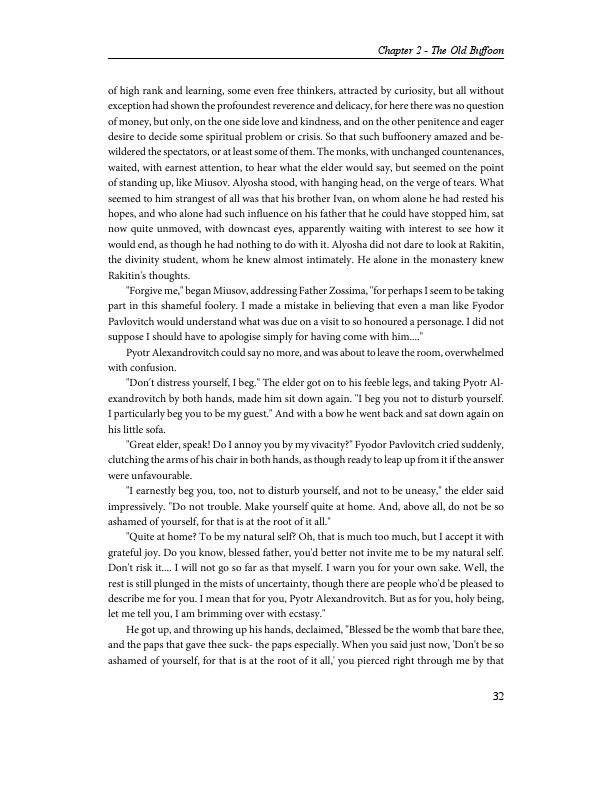 Chapter 2 - The Old Buffoon
of high rank and learning, some even free thinkers, attracted by curiosity, but all without
exception had shown the profoundest reverence and delicacy, for here there was no question
of money, but only, on the one side love and kindness, and on the other penitence and eager
desire to decide some spiritual problem or crisis. So that such buffoonery amazed and be-
wildered the spectators, or at least some of them. The monks, with unchanged countenances,
waited, with earnest attention, to hear what the elder would say, but seemed on the point
of standing up, like Miusov. Alyosha stood, with hanging head, on the verge of tears. What
seemed to him strangest of all was that his brother Ivan, on whom alone he had rested his
hopes, and who alone had such influence on his father that he could have stopped him, sat
now quite unmoved, with downcast eyes, apparently waiting with interest to see how it
would end, as though he had nothing to do with it. Alyosha did not dare to look at Rakitin,
the divinity student, whom he knew almost intimately. He alone in the monastery knew
Rakitin's thoughts.
"Forgive me," began Miusov, addressing Father Zossima, "for perhaps I seem to be taking
part in this shameful foolery. I made a mistake in believing that even a man like Fyodor
Pavlovitch would understand what was due on a visit to so honoured a personage. I did not
suppose I should have to apologise simply for having come with him...."
Pyotr Alexandrovitch could say no more, and was about to leave the room, overwhelmed
with confusion.
"Don't distress yourself, I beg." The elder got on to his feeble legs, and taking Pyotr Al-
exandrovitch by both hands, made him sit down again. "I beg you not to disturb yourself.
I particularly beg you to be my guest." And with a bow he went back and sat down again on
his little sofa.
"Great elder, speak! Do I annoy you by my vivacity?" Fyodor Pavlovitch cried suddenly,
clutching the arms of his chair in both hands, as though ready to leap up from it if the answer
were unfavourable.
"I earnestly beg you, too, not to disturb yourself, and not to be uneasy," the elder said
impressively. "Do not trouble. Make yourself quite at home. And, above all, do not be so
ashamed of yourself, for that is at the root of it all."
"Quite at home? To be my natural self? Oh, that is much too much, but I accept it with
grateful joy. Do you know, blessed father, you'd better not invite me to be my natural self.
Don't risk it.... I will not go so far as that myself. I warn you for your own sake. Well, the
rest is still plunged in the mists of uncertainty, though there are people who'd be pleased to
describe me for you. I mean that for you, Pyotr Alexandrovitch. But as for you, holy being,
let me tell you, I am brimming over with ecstasy."
He got up, and throwing up his hands, declaimed, "Blessed be the womb that bare thee,
and the paps that gave thee suck- the paps especially. When you said just now, 'Don't be so
ashamed of yourself, for that is at the root of it all,' you pierced right through me by that
32